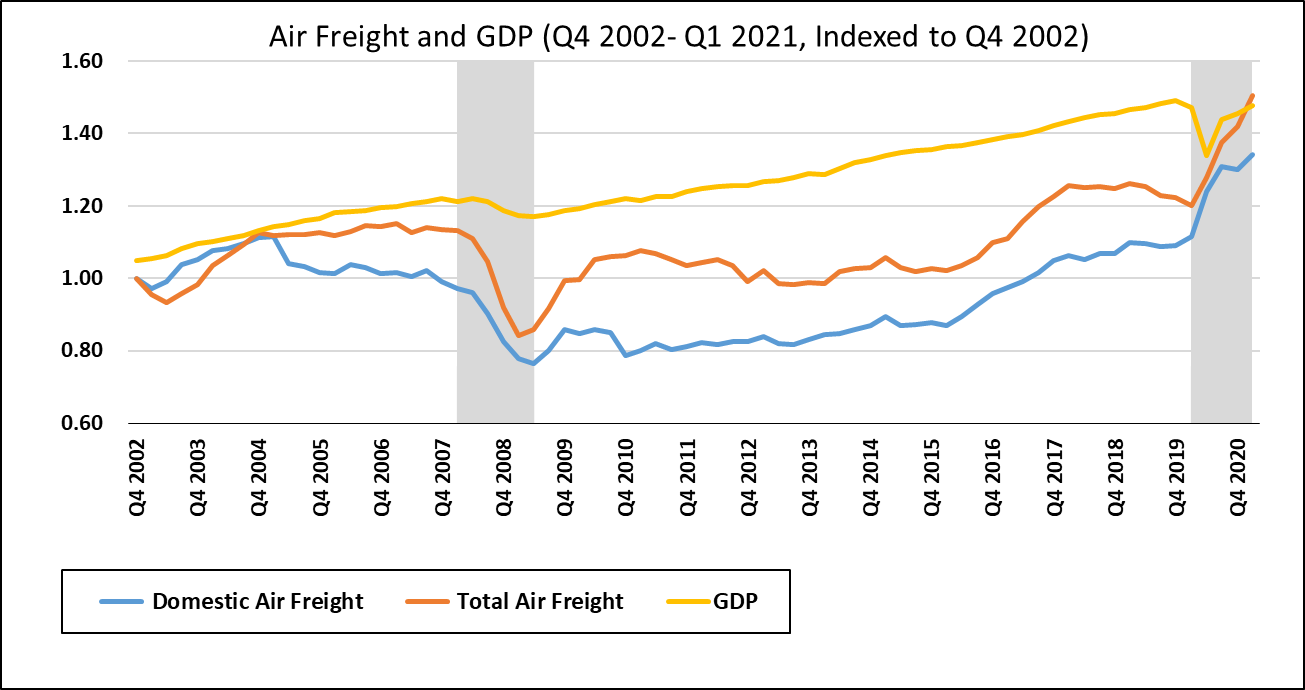 Air Freight and GDP (Q4 2002- Q1 2021, Indexed to Q4 2002)
1.60
1.40
1.20
1.00
0.80
0.60
Q4 2002
Q4 2003
Q4 2004
Q4 2005
Q4 2006
Q4 2007
Q4 2008
Q4 2009
Q4 2010
Q4 2011
Q4 2012
Q4 2013
Q4 2014
Q4 2015
Q4 2016
Q4 2017
Q4 2018
Q4 2019
Q4 2020
Domestic Air Freight
Total Air Freight
GDP